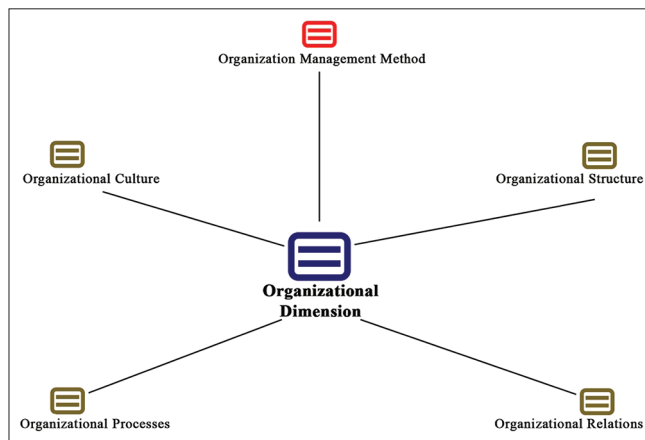 Organization Management Method
Organizational Culture
Organizational Structure
Organizational
Dimension
Organizational Processes
Organizational Relations